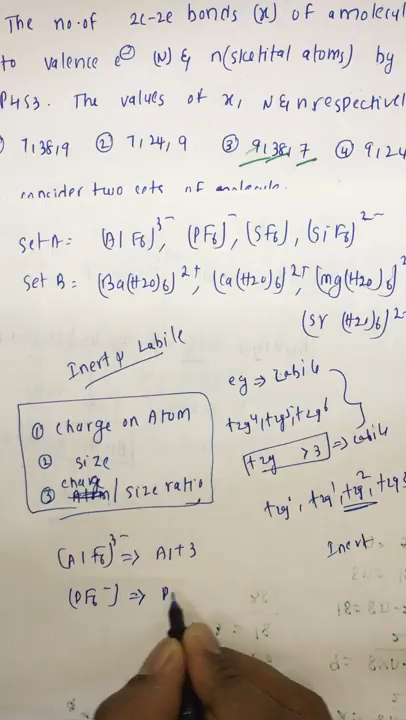 The no.of 2c-2e bonds (x) of a molecul
to valence e⊖ (N) & n(skeletal atoms) by
P4S3. The values of x, N & n respectivel
7,38,9 ② 7,24,9 ③ 9,38,7 ④ 9,24
concider two sets of molecule.
Set A = (AlF6)3-, (PF6)-, (SF6), (SiF6)2-
Set B = (Ba(H2O)6)2+, (Ca(H2O)6)2+, (mg(H2O)6)2
(Sr (H2O)6)2-
Inert & Labile
eg => Labile
① charge on Atom
t2g4, t2g5, t2g6
② size
t2g >3 => Labile
③ charge / size ratio
t2g1, t2g1, t2g2, t2g
(AlF6)3- => Al+3
Inert
(PF6-) => P